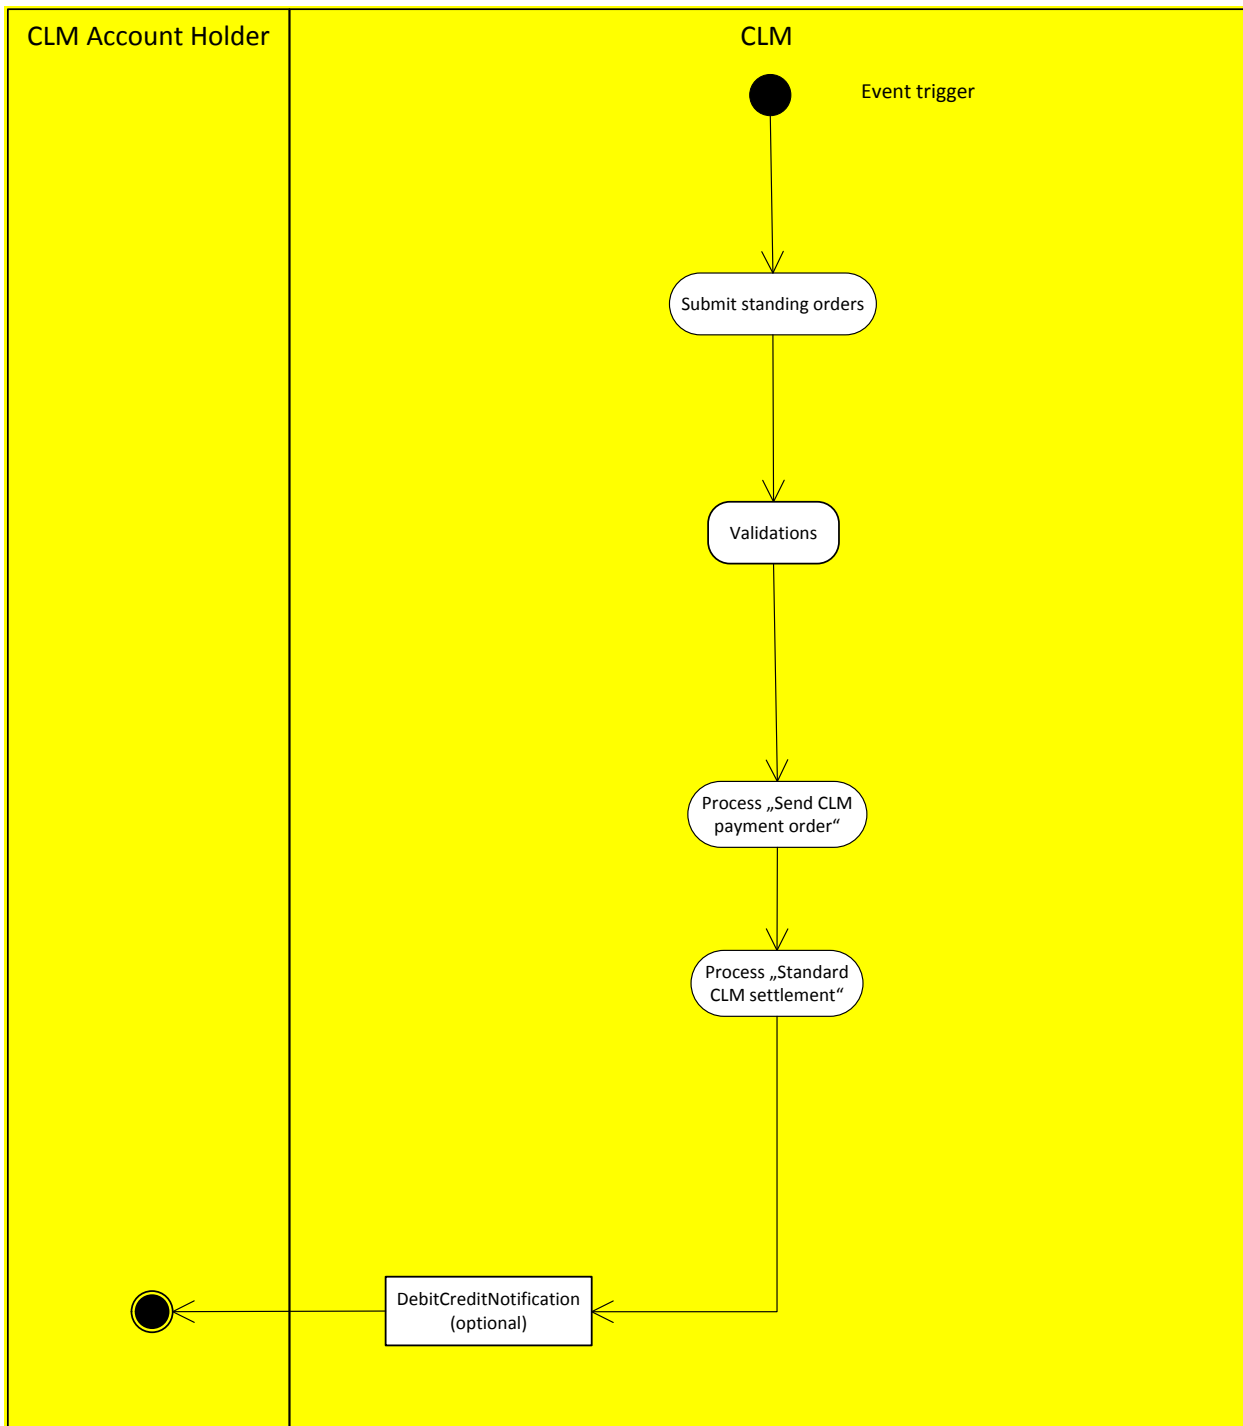 CLM Account Holder
CLM
Event trigger
Submit standing orders
Validations
Process „Send CLM
payment order“
Process „Standard
CLM settlement“
DebitCreditNotification
(optional)